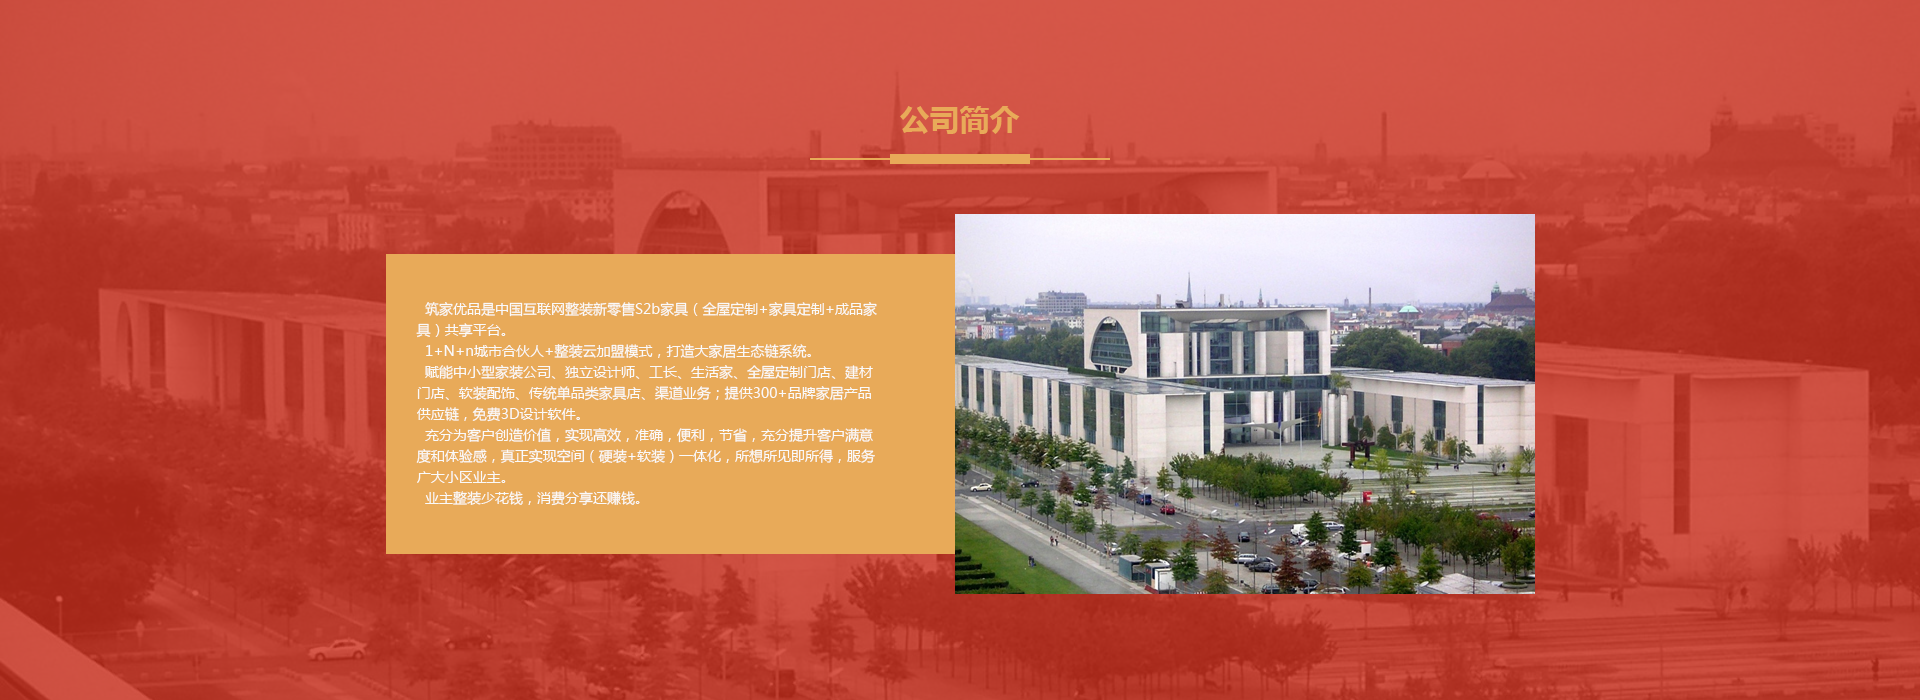 公司简介
筑家优品是中国互联网整装新零售S2b家具（全屋定制+家具定制+成品家
具）共享平台。
1+N+n城市合伙人+整装云加盟模式，打造大家居生态链系统。
赋能中小型家装公司、独立设计师、工长、生活家、全屋定制门店、建材
门店、软装配饰、传统单品类家具店、渠道业务；提供300+品牌家居产品
供应链，免费3D设计软件。
充分为客户创造价值，实现高效，准确，便利，节省，充分提升客户满意
度和体验感，真正实现空间（硬装+软装）一体化，所想所见即所得，服务
广大小区业主。
业主整装少花钱，消费分享还赚钱。